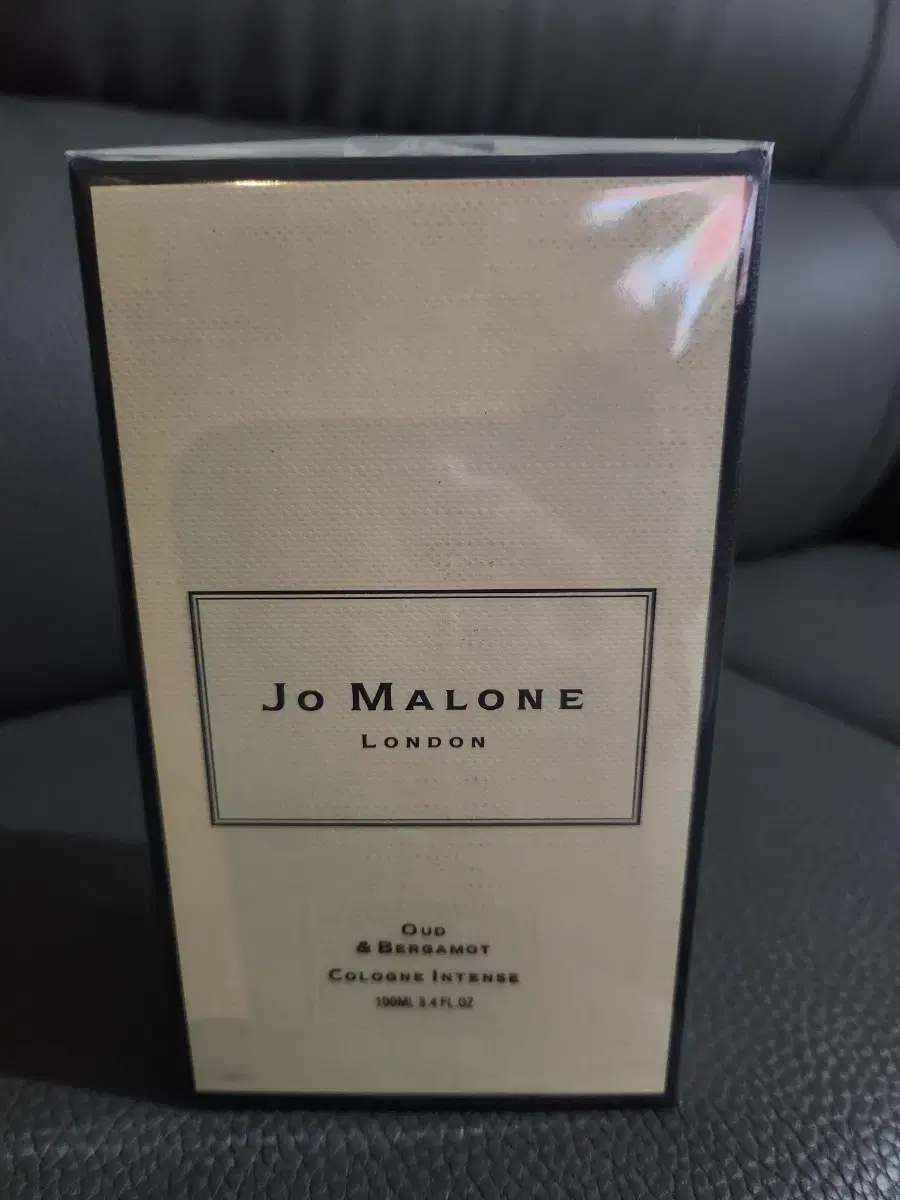 JO MALONE
LONDON
OUD
& BERGAMOT
COLOGNE INTENSE
100ML 3.4 FL.OZ